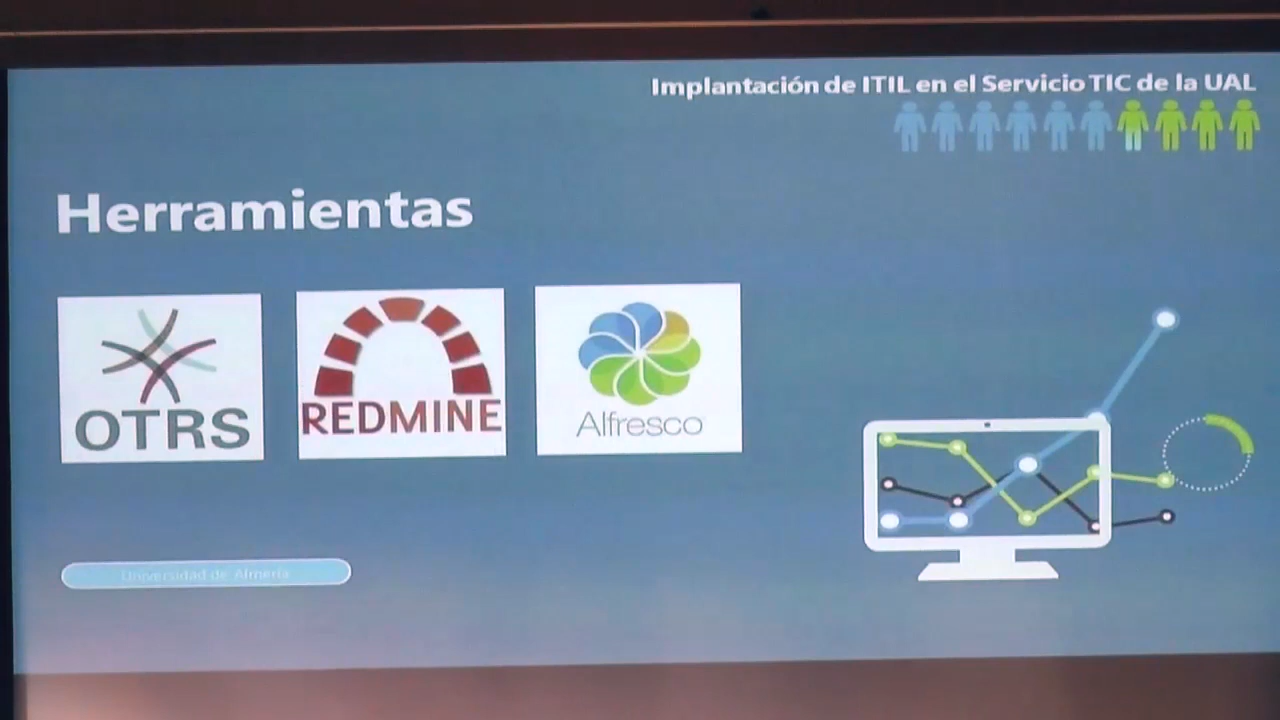 Implantación de ITIL en el Servicio TIC de la UAL
Herramientas
OTRS
REDMINE
Alfresco
Universidad de Almería